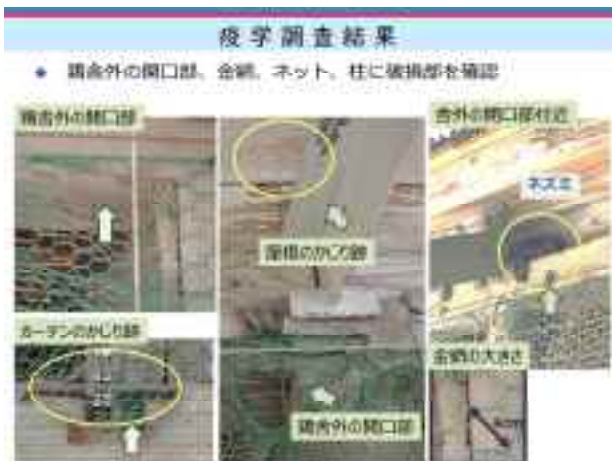 疫学調査結果
鶏舎外の開口部、金網、ネット、柱に破損部を確認
鶏舎外の開口部
舎外の開口部付近
ネズミ
屋根のかじり跡
カーテンのかじり跡
金網の大きさ
鶏舎外の開口部